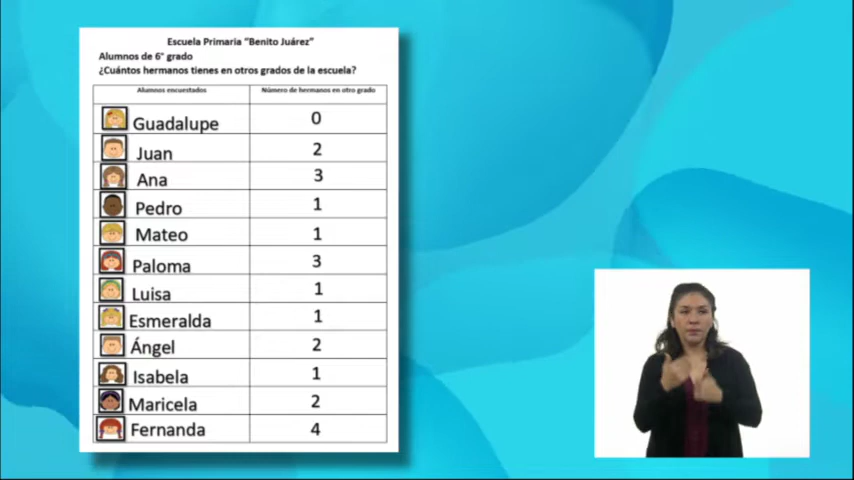 Escuela Primaria “Benito Juárez”
Alumnos de 6° grado
¿Cuántos hermanos tienes en otros grados de la escuela?
Alumnos encuestados Número de hermanos en otro grado
Guadalupe 0
Juan 2
Ana 3
Pedro 1
Mateo 1
Paloma 3
Luisa 1
Esmeralda 1
Ángel 2
Isabela 1
Maricela 2
Fernanda 4